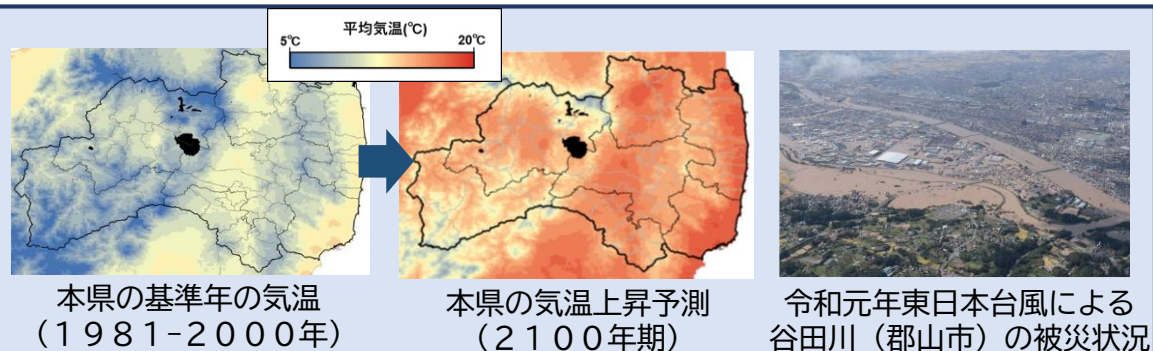 平均気温(℃)
5℃
20℃
本県の基準年の気温
（１９８１-２０００年）
本県の気温上昇予測
（２１００年期）
令和元年東日本台風による
谷田川（郡山市）の被災状況